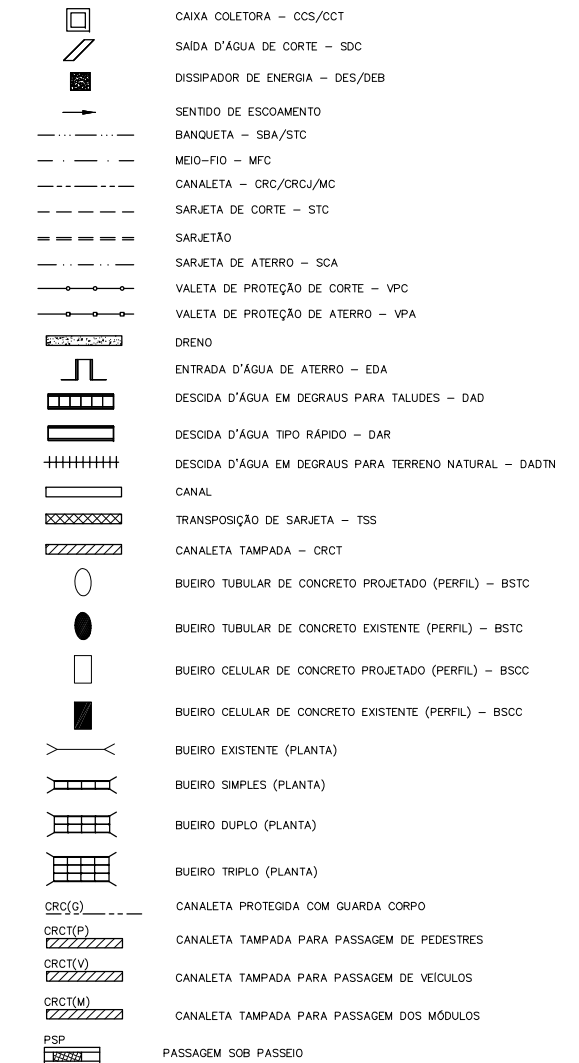 CAIXA COLETORA – CCS/CCT
SAÍDA D'ÁGUA DE CORTE – SDC
DISSIPADOR DE ENERGIA – DES/DEB
SENTIDO DE ESCOAMENTO
BANQUETA – SBA/STC
MEIO–FIO – MFC
CANALETA – CRC/CRCJ/MC
SARJETA DE CORTE – STC
SARJETÃO
SARJETA DE ATERRO – SCA
VALETA DE PROTEÇÃO DE CORTE – VPC
VALETA DE PROTEÇÃO DE ATERRO – VPA
DRENO
ENTRADA D'ÁGUA DE ATERRO – EDA
DESCIDA D'ÁGUA EM DEGRAUS PARA TALUDES – DAD
DESCIDA D'ÁGUA TIPO RÁPIDO – DAR
DESCIDA D'ÁGUA EM DEGRAUS PARA TERRENO NATURAL – DADTN
CANAL
TRANSPOSIÇÃO DE SARJETA – TSS
CANALETA TAMPADA – CRCT
BUEIRO TUBULAR DE CONCRETO PROJETADO (PERFIL) – BSTC
BUEIRO TUBULAR DE CONCRETO EXISTENTE (PERFIL) – BSTC
BUEIRO CELULAR DE CONCRETO PROJETADO (PERFIL) – BSCC
BUEIRO CELULAR DE CONCRETO EXISTENTE (PERFIL) – BSCC
BUEIRO EXISTENTE (PLANTA)
BUEIRO SIMPLES (PLANTA)
BUEIRO DUPLO (PLANTA)
BUEIRO TRIPLO (PLANTA)
CRC(G) CANALETA PROTEGIDA COM GUARDA CORPO
CRCT(P) CANALETA TAMPADA PARA PASSAGEM DE PEDESTRES
CRCT(V) CANALETA TAMPADA PARA PASSAGEM DE VEÍCULOS
CRCT(M) CANALETA TAMPADA PARA PASSAGEM DOS MÓDULOS
PSP PASSAGEM SOB PASSEIO